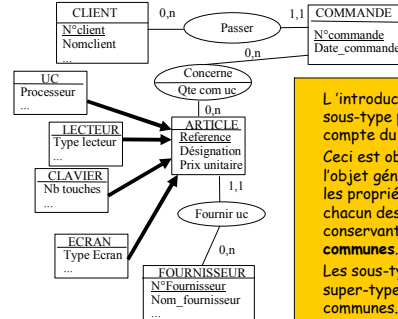 CLIENT
N°client
Nomclient
...
0,n
Passer
1,1
COMMANDE
N°commande
Date_commande
0,n
Concerne
Qte com uc
0,n
UC
Processeur
...
LECTEUR
Type lecteur
...
CLAVIER
Nb touches
...
ECRAN
Type Ecran
...
ARTICLE
Reference
Désignation
Prix unitaire
1,1
Fournir uc
0,n
FOURNISSEUR
N°Fournisseur
Nom_fournisseur
...
L'introduc
sous-type p
compte du
Ceci est ob
l'objet gén
les proprié
chacun des
conservant
communes.
Les sous-ty
super-type
communes.